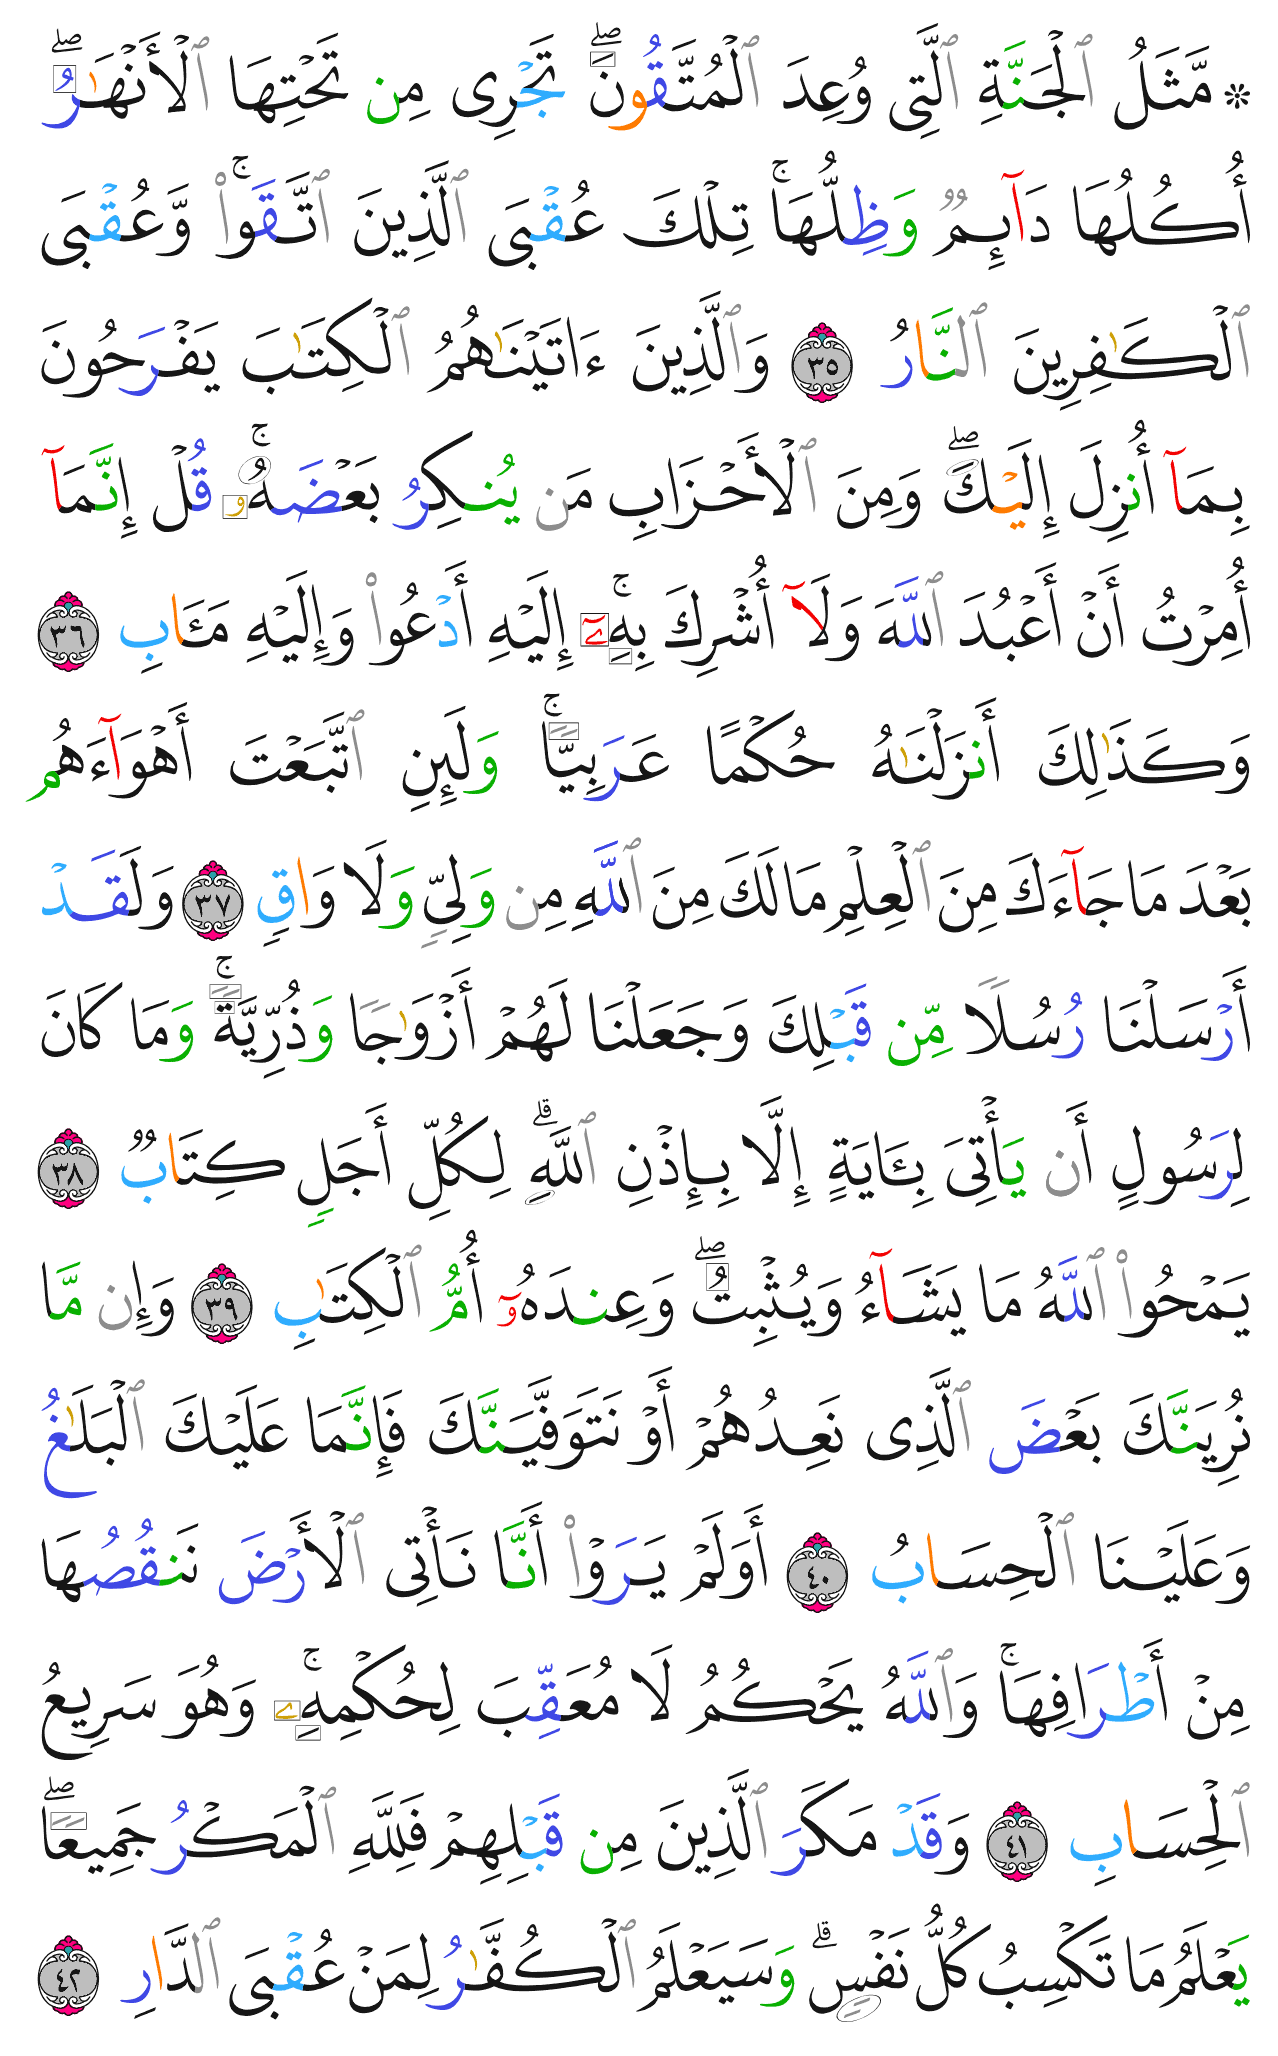 ۞ مَّثَلُ ٱلْجَنَّةِ ٱلَّتِى وُعِدَ ٱلْمُتَّقُونَ ۖ تَجْرِى مِن تَحْتِهَا ٱلْأَنْهَـٰرُ ۖ
أُكُلُهَا دَآئِمٌ وَظِلُّهَا ۚ تِلْكَ عُقْبَى ٱلَّذِينَ ٱتَّقَوا۟ ۚ وَّعُقْبَى
ٱلْكَـٰفِرِينَ ٱلنَّارُ ٣٥ وَٱلَّذِينَ ءَاتَيْنَـٰهُمُ ٱلْكِتَـٰبَ يَفْرَحُونَ
بِمَآ أُنزِلَ إِلَيْكَ ۖ وَمِنَ ٱلْأَحْزَابِ مَن يُنكِرُ بَعْضَهُۥ ۚ قُلْ إِنَّمَآ
أُمِرْتُ أَنْ أَعْبُدَ ٱللَّهَ وَلَآ أُشْرِكَ بِهِۦٓ ۚ إِلَيْهِ أَدْعُوا۟ وَإِلَيْهِ مَـَٔابِ ٣٦
وَكَذَٰلِكَ أَنزَلْنَـٰهُ حُكْمًا عَرَبِيًّا ۚ وَلَئِنِ ٱتَّبَعْتَ أَهْوَآءَهُم
بَعْدَ مَا جَآءَكَ مِنَ ٱلْعِلْمِ مَا لَكَ مِنَ ٱللَّهِ مِن وَلِىٍّ وَلَا وَاقٍ ٣٧ وَلَقَدْ
أَرْسَلْنَا رُسُلًا مِّن قَبْلِكَ وَجَعَلْنَا لَهُمْ أَزْوَٰجًا وَذُرِّيَّةً ۚ وَمَا كَانَ
لِرَسُولٍ أَن يَأْتِىَ بِـَٔايَةٍ إِلَّا بِإِذْنِ ٱللَّهِ ۗ لِكُلِّ أَجَلٍ كِتَابٌ ٣٨
يَمْحُوا۟ ٱللَّهُ مَا يَشَآءُ وَيُثْبِتُ ۖ وَعِندَهُۥٓ أُمُّ ٱلْكِتَـٰبِ ٣٩ وَإِن مَّا
نُرِيَنَّكَ بَعْضَ ٱلَّذِى نَعِدُهُمْ أَوْ نَتَوَفَّيَنَّكَ فَإِنَّمَا عَلَيْكَ ٱلْبَلَـٰغُ
وَعَلَيْنَا ٱلْحِسَابُ ٤٠ أَوَلَمْ يَرَوْا۟ أَنَّا نَأْتِى ٱلْأَرْضَ نَنقُصُهَا
مِنْ أَطْرَافِهَا ۚ وَٱللَّهُ يَحْكُمُ لَا مُعَقِّبَ لِحُكْمِهِۦ ۚ وَهُوَ سَرِيعُ
ٱلْحِسَابِ ٤١ وَقَدْ مَكَرَ ٱلَّذِينَ مِن قَبْلِهِمْ فَلِلَّهِ ٱلْمَكْرُ جَمِيعًا ۖ
يَعْلَمُ مَا تَكْسِبُ كُلُّ نَفْسٍ ۗ وَسَيَعْلَمُ ٱلْكُفَّـٰرُ لِمَنْ عُقْبَى ٱلدَّارِ ٤٢